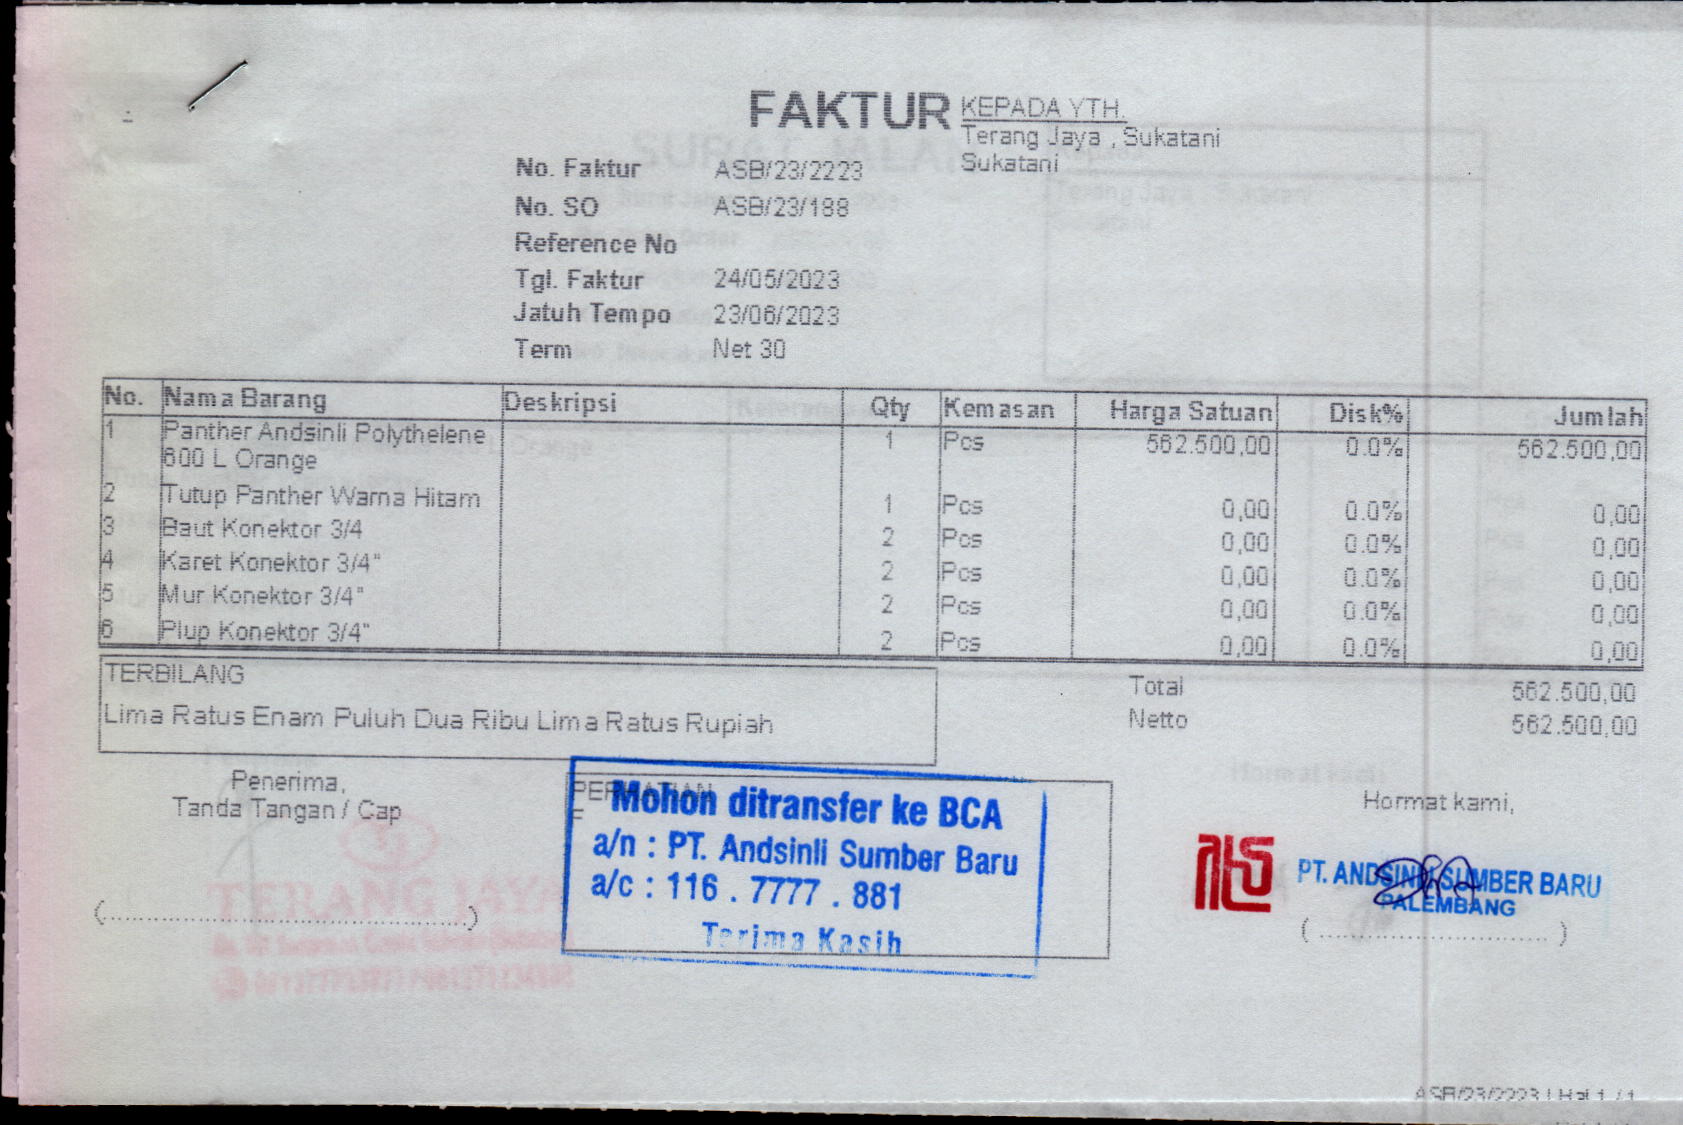 FAKTUR
KEPADA YTH.
Terang Jaya , Sukatani
Sukatani
No. Faktur ASB/23/2223
No. SO ASB/23/188
Reference No
Tgl. Faktur 24/05/2023
Jatuh Tempo 23/06/2023
Term Net 30
No. Nama Barang Deskripsi Qty Kemasan Harga Satuan Disk% Jumlah
1 Panther Andsinli Polythelene 1 Pcs 562.500,00 0.0% 562.500,00
600 L Orange
2 Tutup Panther Warna Hitam 1 Pcs 0,00 0.0% 0,00
3 Baut Konektor 3/4 2 Pcs 0,00 0.0% 0,00
4 Karet Konektor 3/4" 2 Pcs 0,00 0.0% 0,00
5 Mur Konektor 3/4" 2 Pcs 0,00 0.0% 0,00
6 Plup Konektor 3/4" 2 Pcs 0,00 0.0% 0,00
TERBILANG
Lima Ratus Enam Puluh Dua Ribu Lima Ratus Rupiah
Total 562.500,00
Netto 562.500,00
Penerima,
Tanda Tangan / Cap
TERANG JAYA
Mohon ditransfer ke BCA
a/n : PT. Andsinli Sumber Baru
a/c : 116 . 7777 . 881
Terima Kasih
Hormat kami,
PT. ANDSINLI SUMBER BARU
PALEMBANG
ASB/23/2223 | Hal 1 / 1